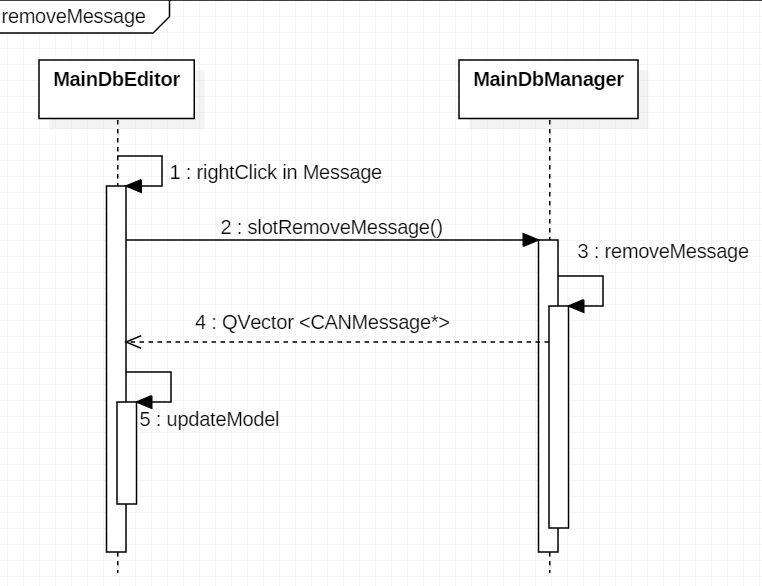 removeMessage
MainDbEditor
MainDbManager
1 : rightClick in Message
2 : slotRemoveMessage()
3 : removeMessage
4 : QVector <CANMessage*>
5 : updateModel